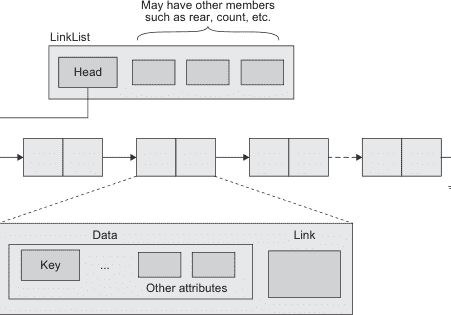 May have other members
such as rear, count, etc.
LinkList
Head
Data
Link
Key
...
Other attributes